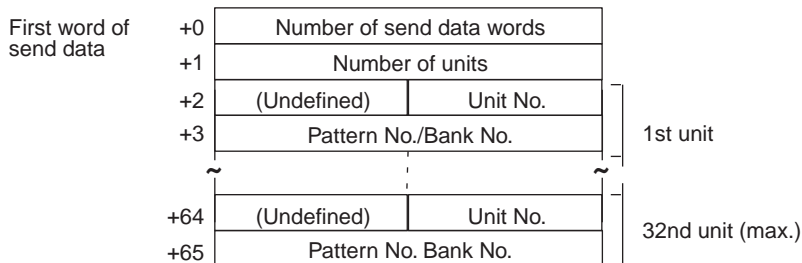 First word of
send data
+0 Number of send data words
+1 Number of units
+2 (Undefined) Unit No.
+3 Pattern No./Bank No.
1st unit
~ ~
+64 (Undefined) Unit No.
+65 Pattern No. Bank No.
32nd unit (max.)